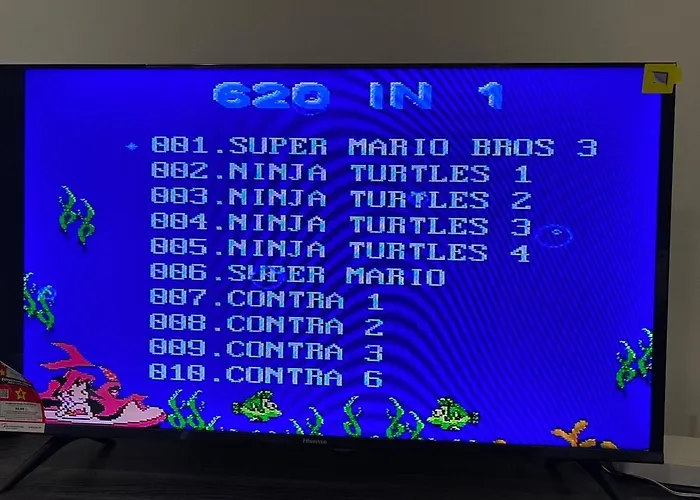 620 IN 1
001.SUPER MARIO BROS 3
002.NINJA TURTLES 1
003.NINJA TURTLES 2
004.NINJA TURTLES 3
005.NINJA TURTLES 4
006.SUPER MARIO
007.CONTRA 1
008.CONTRA 2
009.CONTRA 3
010.CONTRA 6
Hisense